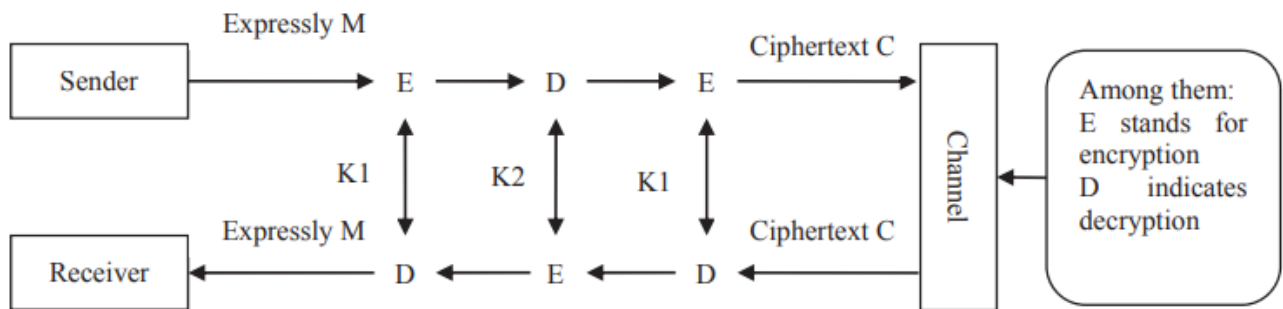 Expressly M
Ciphertext C
Sender
E
D
E
Channel
Among them:
E stands for
encryption
D indicates
decryption
K1
K2
K1
Expressly M
Ciphertext C
Receiver
D
E
D